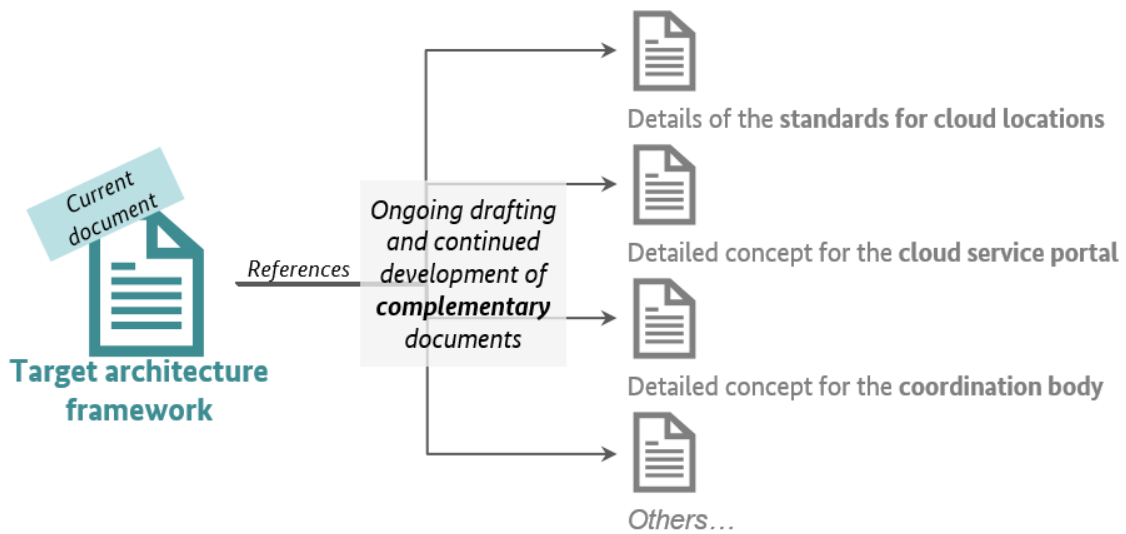 Current
document
Target architecture
framework
References
Ongoing drafting
and continued
development of
complementary
documents
Details of the standards for cloud locations
Detailed concept for the cloud service portal
Detailed concept for the coordination body
Others…